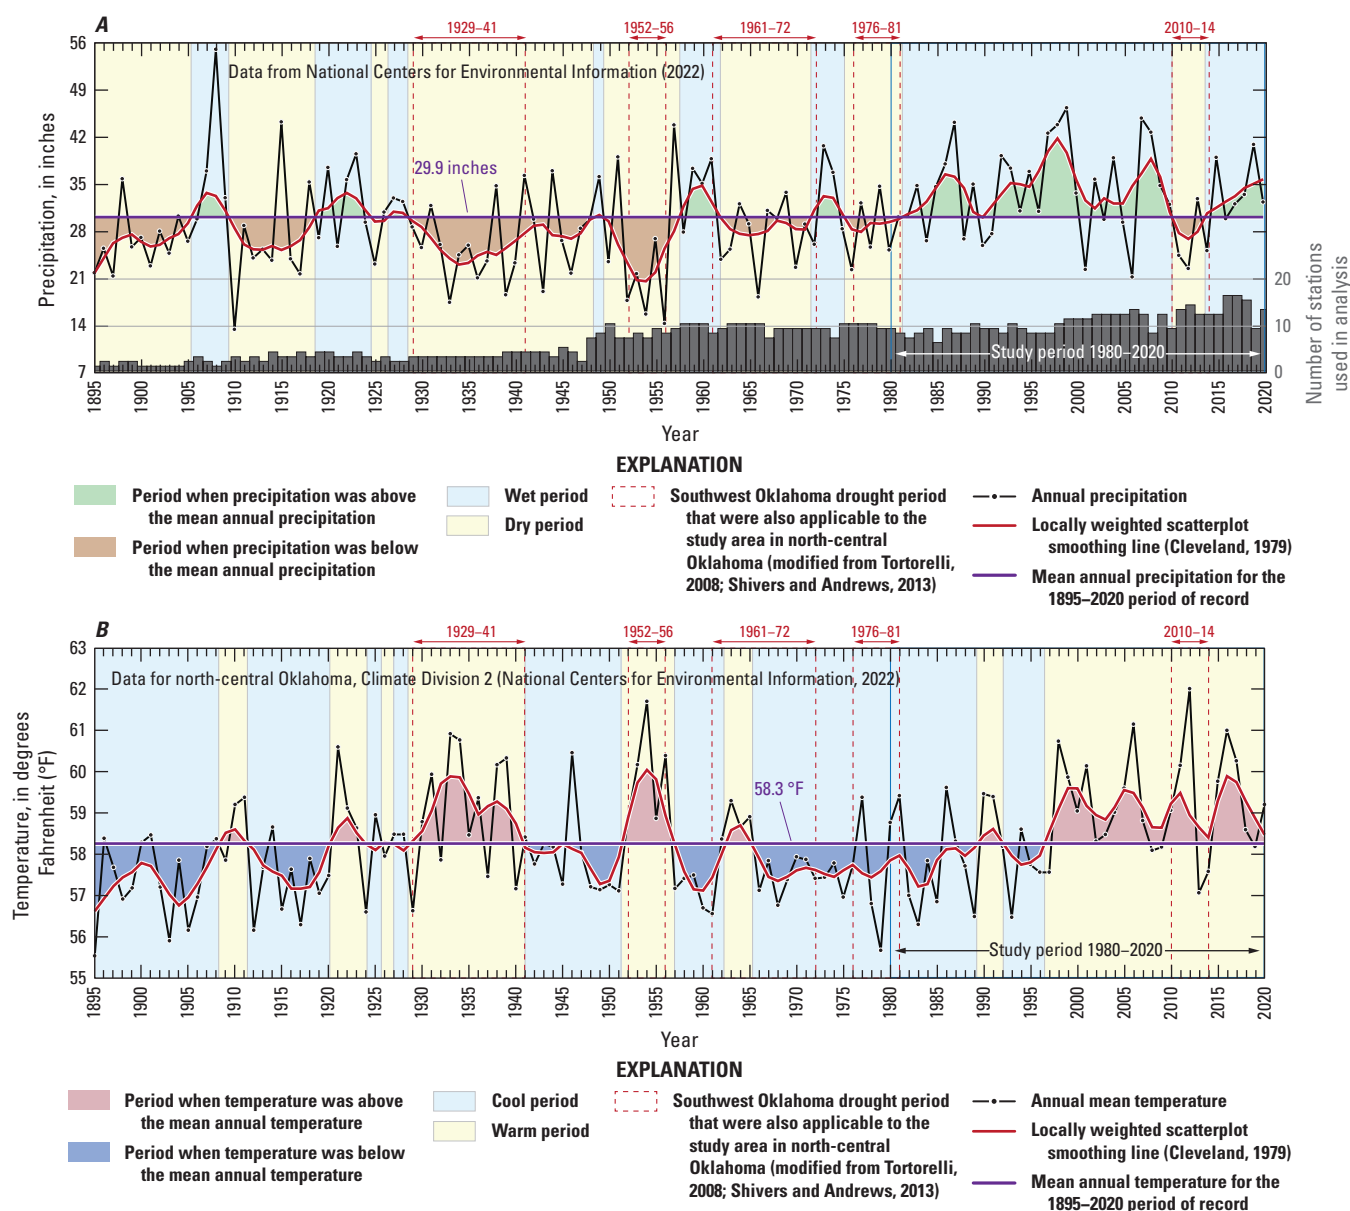 A
1929–41 1952–56 1961–72 1976–81 2010–14
Data from National Centers for Environmental Information (2022)
56
49
42
35
28
21
14
7
Precipitation, in inches
29.9 inches
20
10
0
Number of stations
used in analysis
Study period 1980–2020
1895 1900 1905 1910 1915 1920 1925 1930 1935 1940 1945 1950 1955 1960 1965 1970 1975 1980 1985 1990 1995 2000 2005 2010 2015 2020
Year
EXPLANATION
Period when precipitation was above
the mean annual precipitation
Period when precipitation was below
the mean annual precipitation
Wet period
Dry period
Southwest Oklahoma drought period
that were also applicable to the
study area in north-central
Oklahoma (modified from Tortorelli,
2008; Shivers and Andrews, 2013)
Annual precipitation
Locally weighted scatterplot
smoothing line (Cleveland, 1979)
Mean annual precipitation for the
1895–2020 period of record
B
1929–41 1952–56 1961–72 1976–81 2010–14
Data for north-central Oklahoma, Climate Division 2 (National Centers for Environmental Information, 2022)
63
62
61
60
59
58
57
56
55
Temperature, in degrees
Fahrenheit (°F)
58.3 °F
Study period 1980–2020
1895 1900 1905 1910 1915 1920 1925 1930 1935 1940 1945 1950 1955 1960 1965 1970 1975 1980 1985 1990 1995 2000 2005 2010 2015 2020
Year
EXPLANATION
Period when temperature was above
the mean annual temperature
Period when temperature was below
the mean annual temperature
Cool period
Warm period
Southwest Oklahoma drought period
that were also applicable to the
study area in north-central
Oklahoma (modified from Tortorelli,
2008; Shivers and Andrews, 2013)
Annual mean temperature
Locally weighted scatterplot
smoothing line (Cleveland, 1979)
Mean annual temperature for the
1895–2020 period of record